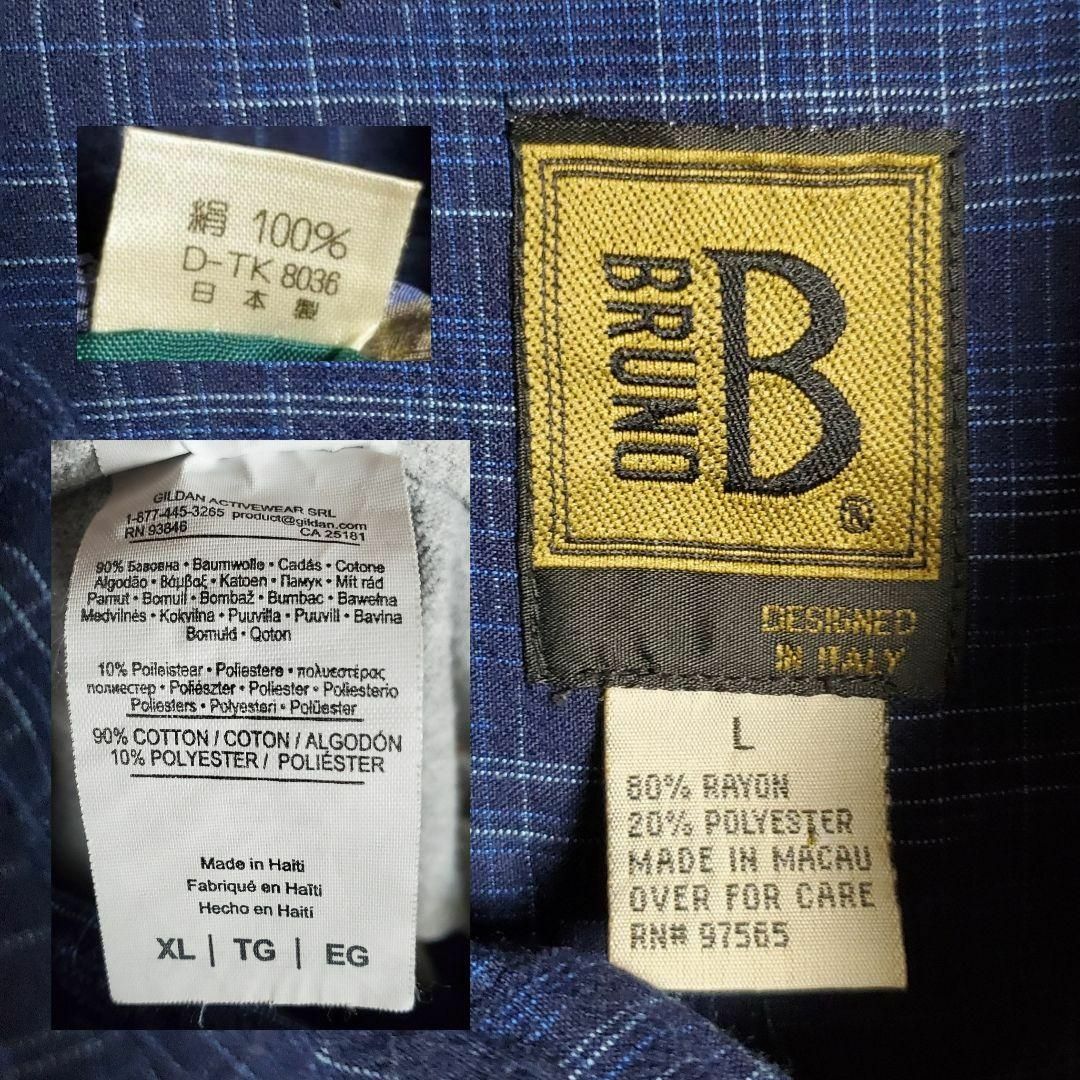 絹 100%
D-TK 8036
日本製
B
BRUNO
®
DESIGNED
IN ITALY
L
80% RAYON
20% POLYESTER
MADE IN MACAU
OVER FOR CARE
RN# 97565
GILDAN ACTIVEWEAR SRL
1-877-445-3265 product@gildan.com
RN 93846 CA 25181
90% Бавовна • Baumwolle • Cadás • Cotone
Algodão • Βάμβαξ • Katoen • Памук • Mit rád
Pamut • Bomull • Bombaž • Bumbac • Bawełna
Medvilnės • Kokvilna • Puuvilla • Puuvill • Bavlna
Bomuld • Qoton
10% Poileistear • Poliestere • πολυεστέρας
полиестер • Poliészter • Poliester • Poliesterio
Poliesters • Polyesteri • Polüester
90% COTTON / COTON / ALGODÓN
10% POLYESTER / POLIÉSTER
Made in Haiti
Fabriqué en Haïti
Hecho en Haití
XL | TG | EG